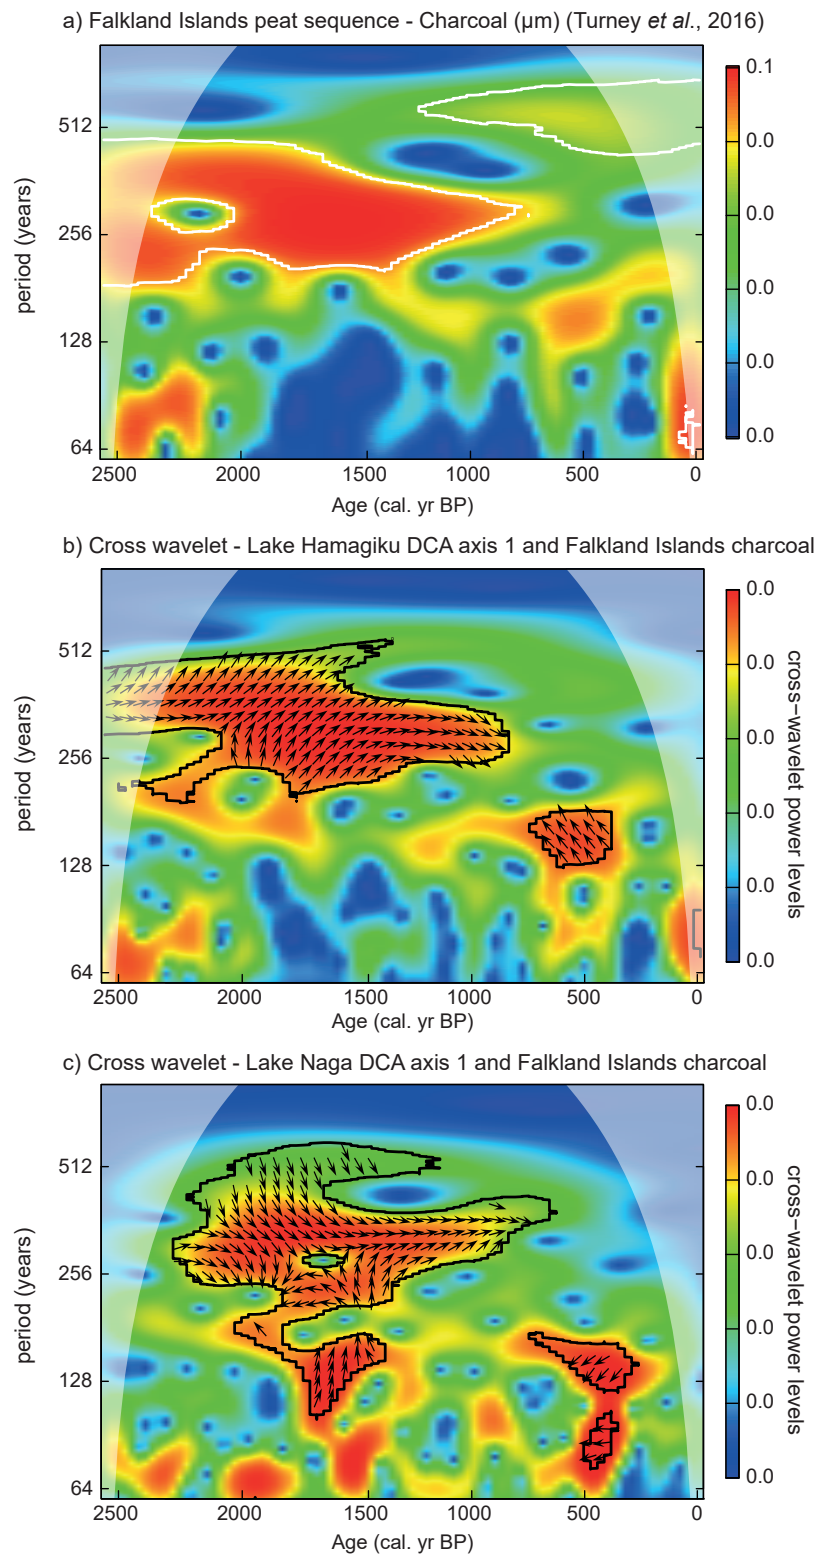 a) Falkland Islands peat sequence - Charcoal (µm) (Turney et al., 2016)
0.1
0.0
0.0
0.0
0.0
0.0
512
256
128
64
period (years)
2500 2000 1500 1000 500 0
Age (cal. yr BP)
b) Cross wavelet - Lake Hamagiku DCA axis 1 and Falkland Islands charcoal
0.0
0.0
0.0
0.0
0.0
0.0
cross−wavelet power levels
512
256
128
64
period (years)
2500 2000 1500 1000 500 0
Age (cal. yr BP)
c) Cross wavelet - Lake Naga DCA axis 1 and Falkland Islands charcoal
0.0
0.0
0.0
0.0
0.0
0.0
cross−wavelet power levels
512
256
128
64
period (years)
2500 2000 1500 1000 500 0
Age (cal. yr BP)